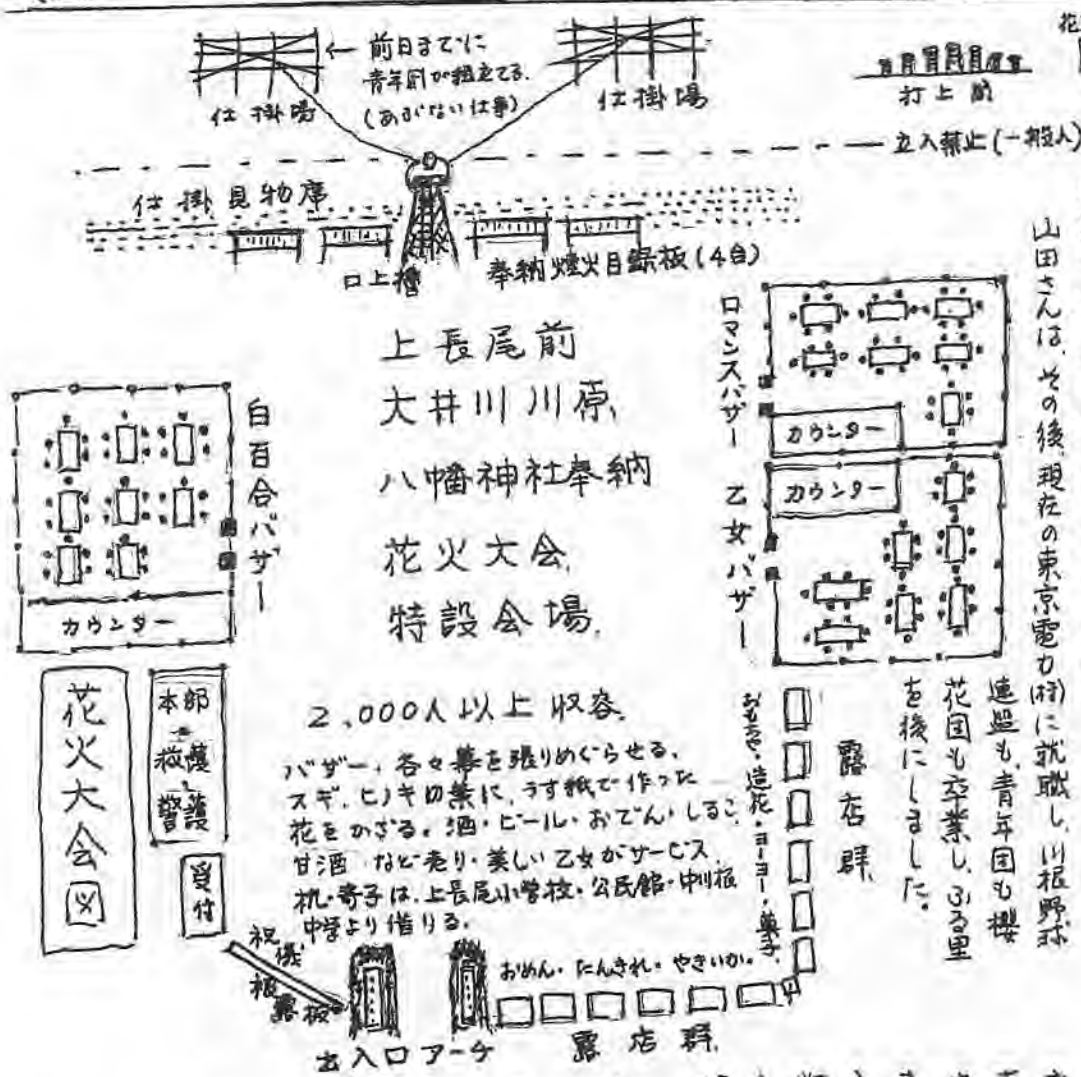 ← 前日までに
青年団が組立てる。
(あぶない仕事)
仕掛場
仕掛場
花
打上筒
立入禁止(一般人)
仕掛見物席
口上櫓
奉納煙火目録板(4台)
上長尾前
大井川川原、
八幡神社奉納
花火大会
特設会場、
ロマンスバザー
カウンター
カウンター
乙女バザー
白百合バザー
カウンター
山田さんは、その後、現在の東京電力(株)に就職し、川根野球
連盟も、青年団も櫻
花団も卒業し、ふる里
を後にしました。
花火大会図
本部
救護
警護
受付
2,000人以上収容。
バザー、各々幕を張りめぐらせる。
スギ、ヒノキの葉に、うす紙で作った
花をかざる。酒・ビール・おでん・しるこ
甘酒など売り・美しい乙女がサービス
机・寄子は、上長尾小学校・公民館・中川根
中学より借りる。
おもちゃ・造花・ヨーヨー・菓子、
露店群
おめん・たんきれ・やきいか。
露店群
祝儀
披露板
出入口アーチ